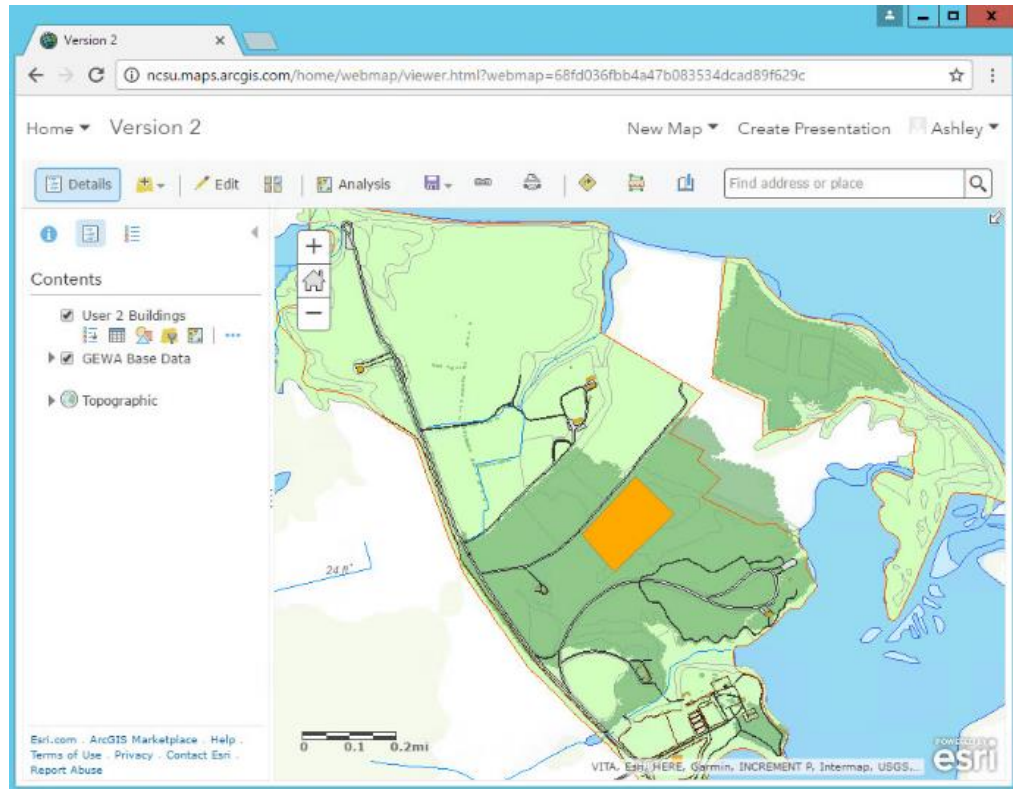 Version 2
ncsu.maps.arcgis.com/home/webmap/viewer.html?webmap=68fd036fbb4a47b083534dcad89f629c
Home Version 2 New Map Create Presentation Ashley
Details Edit Analysis Find address or place
Contents
User 2 Buildings
GEWA Base Data
Topographic
24 ft
0 0.1 0.2mi
Esri.com . ArcGIS Marketplace . Help .
Terms of Use . Privacy . Contact Esri .
Report Abuse
VITA, Esri, HERE, Garmin, INCREMENT P, Intermap, USGS...
POWERED BY
esri